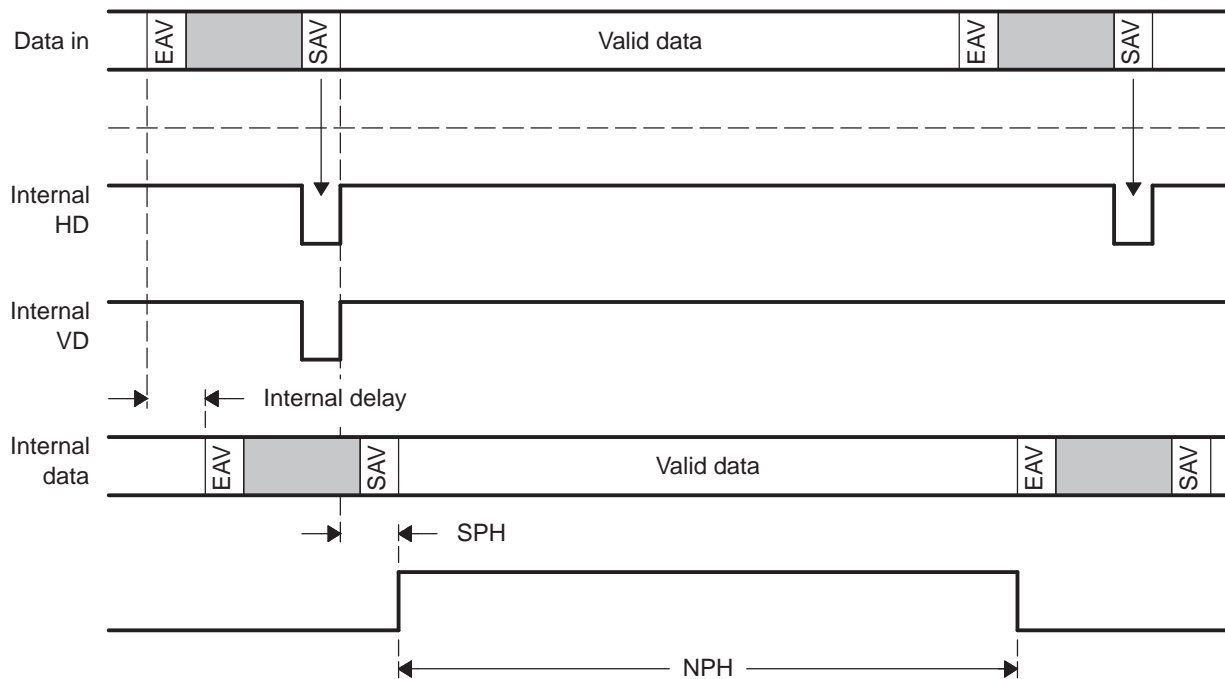 Data in
EAV
SAV
Valid data
EAV
SAV
Internal
HD
Internal
VD
Internal delay
Internal
data
EAV
SAV
Valid data
EAV
SAV
SPH
NPH